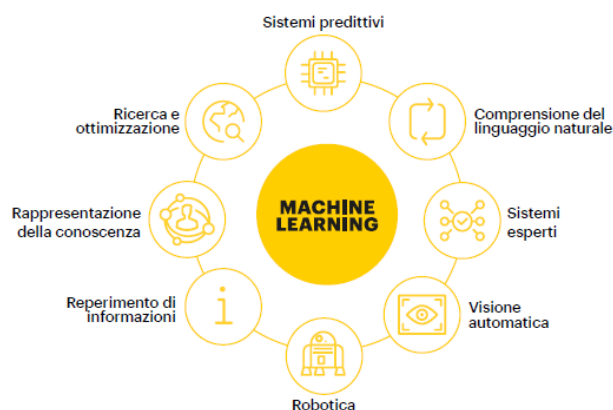 Sistemi predittivi
Ricerca e
ottimizzazione
Comprensione del
linguaggio naturale
MACHINE
LEARNING
Rappresentazione
della conoscenza
Sistemi
esperti
Reperimento di
informazioni
Visione
automatica
Robotica